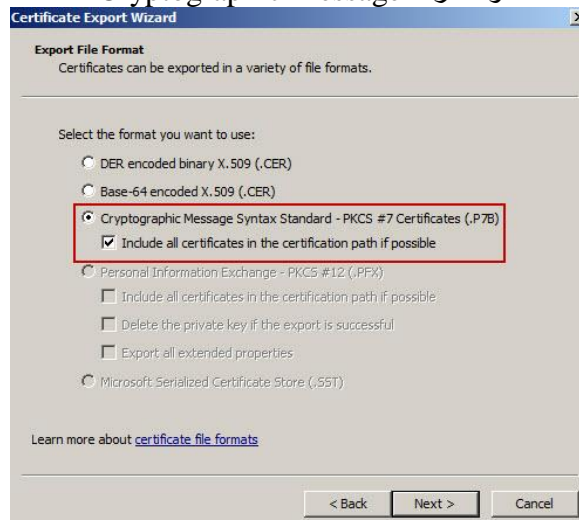 Cryptographic Message
Certificate Export Wizard
Export File Format
Certificates can be exported in a variety of file formats.
Select the format you want to use:
DER encoded binary X.509 (.CER)
Base-64 encoded X.509 (.CER)
Cryptographic Message Syntax Standard - PKCS #7 Certificates (.P7B)
Include all certificates in the certification path if possible
Personal Information Exchange - PKCS #12 (.PFX)
Include all certificates in the certification path if possible
Delete the private key if the export is successful
Export all extended properties
Microsoft Serialized Certificate Store (.SST)
Learn more about certificate file formats
< Back Next > Cancel